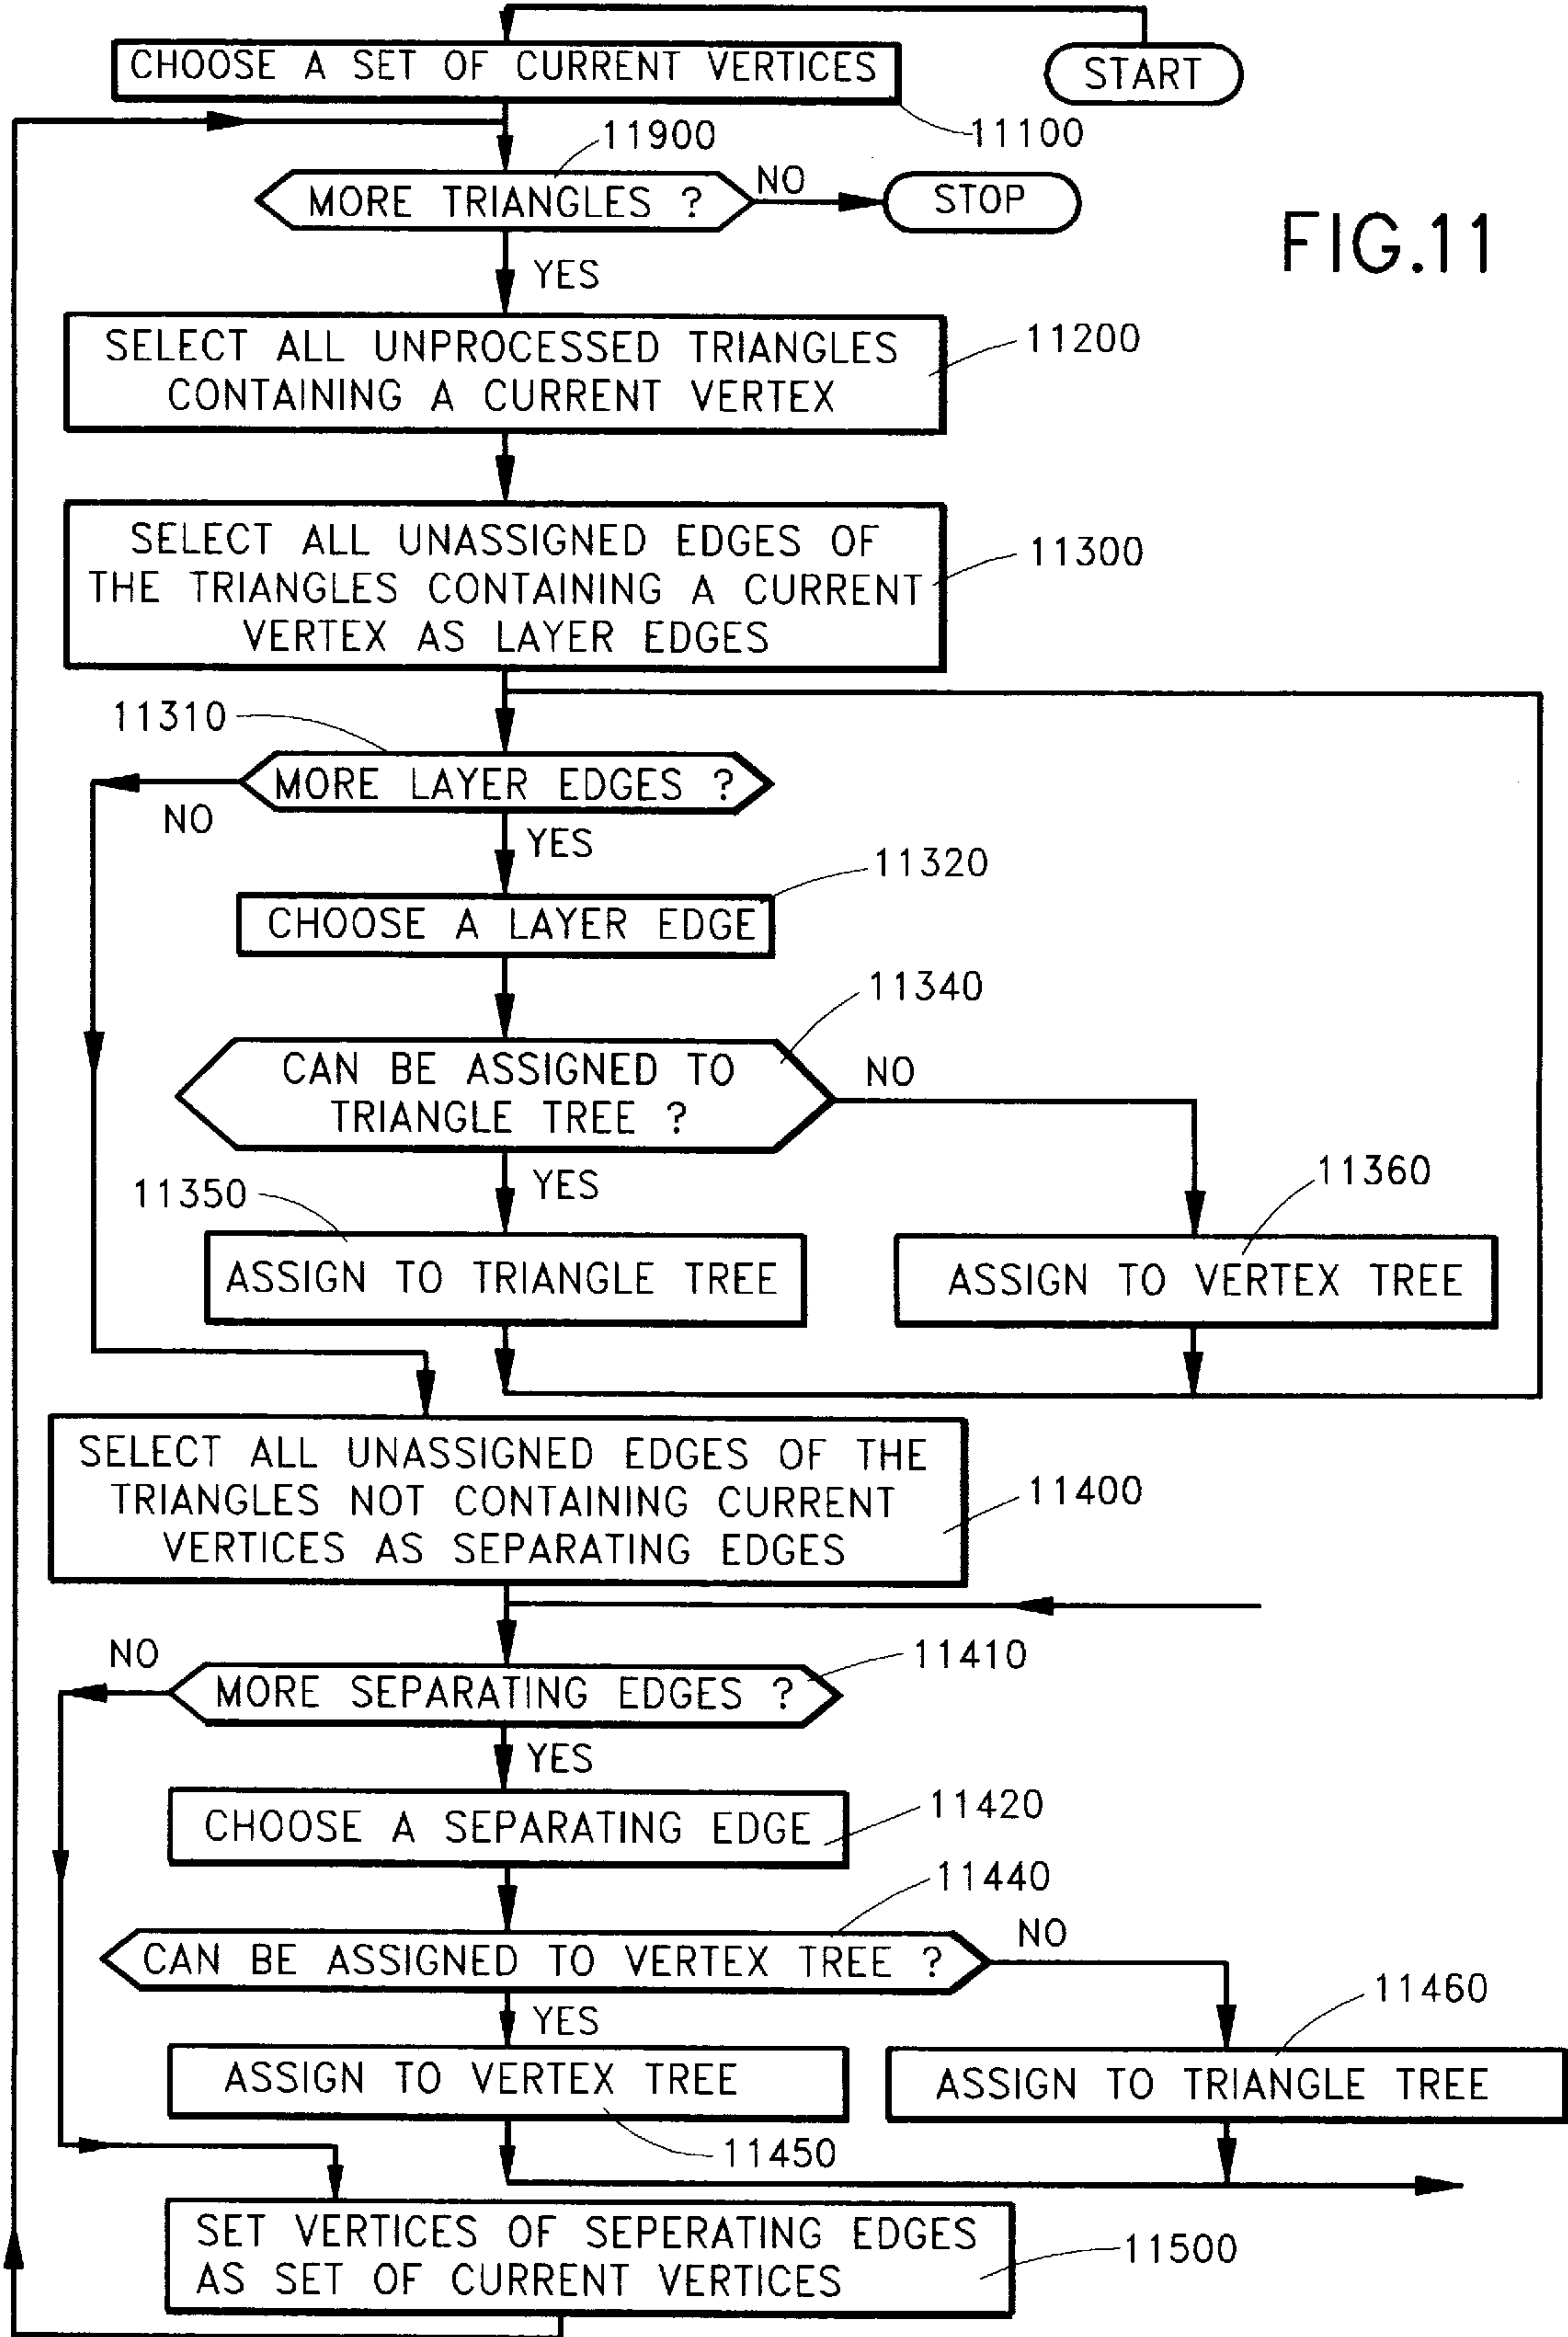 CHOOSE A SET OF CURRENT VERTICES
START
11100
11900
MORE TRIANGLES ?
NO
STOP
FIG.11
YES
SELECT ALL UNPROCESSED TRIANGLES
CONTAINING A CURRENT VERTEX
11200
SELECT ALL UNASSIGNED EDGES OF
THE TRIANGLES CONTAINING A CURRENT
VERTEX AS LAYER EDGES
11300
11310
MORE LAYER EDGES ?
NO
YES
11320
CHOOSE A LAYER EDGE
11340
CAN BE ASSIGNED TO
TRIANGLE TREE ?
NO
YES
11350
11360
ASSIGN TO TRIANGLE TREE
ASSIGN TO VERTEX TREE
SELECT ALL UNASSIGNED EDGES OF THE
TRIANGLES NOT CONTAINING CURRENT
VERTICES AS SEPARATING EDGES
11400
NO
11410
MORE SEPARATING EDGES ?
YES
11420
CHOOSE A SEPARATING EDGE
11440
NO
CAN BE ASSIGNED TO VERTEX TREE ?
YES
11460
ASSIGN TO VERTEX TREE
ASSIGN TO TRIANGLE TREE
11450
SET VERTICES OF SEPERATING EDGES
AS SET OF CURRENT VERTICES
11500